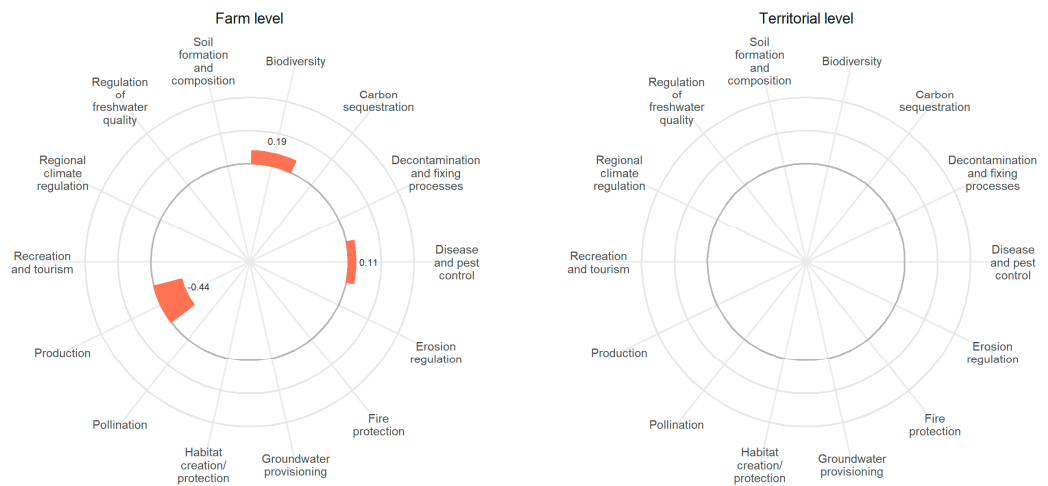 Farm level
Soil
formation
and
composition
Biodiversity
Carbon
sequestration
Decontamination
and fixing
processes
Disease
and pest
control
Erosion
regulation
Fire
protection
Groundwater
provisioning
Habitat
creation/
protection
Pollination
Production
Recreation
and tourism
Regional
climate
regulation
Regulation
of
freshwater
quality
0.19
0.11
-0.44
Territorial level
Soil
formation
and
composition
Biodiversity
Carbon
sequestration
Decontamination
and fixing
processes
Disease
and pest
control
Erosion
regulation
Fire
protection
Groundwater
provisioning
Habitat
creation/
protection
Pollination
Production
Recreation
and tourism
Regional
climate
regulation
Regulation
of
freshwater
quality